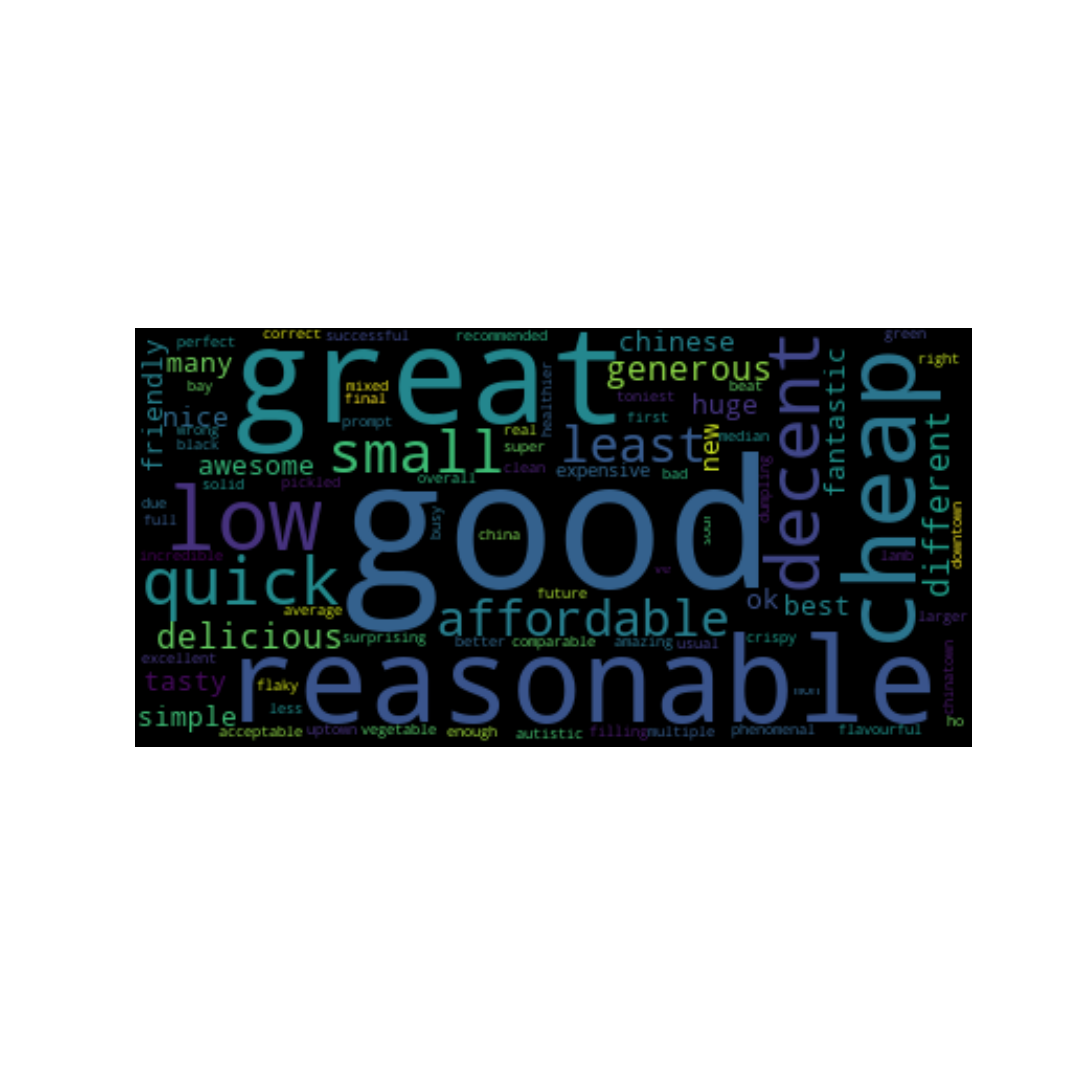 correct successful recommended green
perfect great chinese
friendly many generous decent fantastic cheap right
bay mixed healthier beat
final toniest huge
nice prompt first different
wrong real small least new median
black super
awesome overall clean expensive bad
solid pickled good dumpling
due low busy china downtown
full
incredible lamb
quick future ok best
average affordable larger
delicious surprising better comparable amazing usual crispy
excellent reasonable chinatown
tasty flaky
simple less ho
acceptable uptown vegetable enough autistic filling multiple phenomenal flavourful